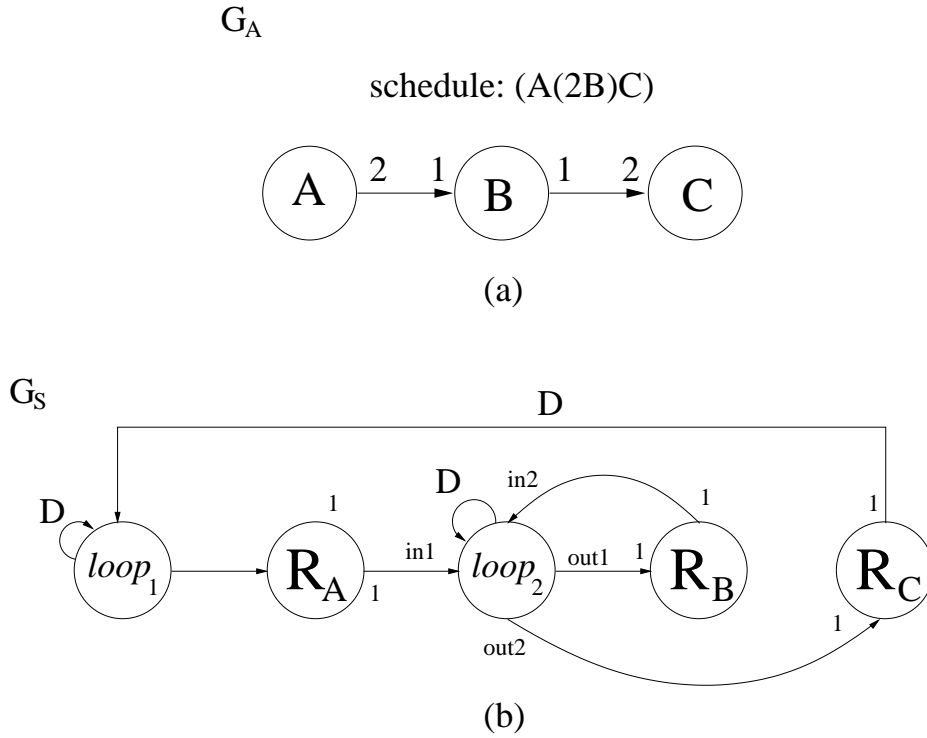 G_A
schedule: (A(2B)C)
A 2 1 B 1 2 C
(a)
G_S
D
D in2
D 1 1 1
loop_1 R_A in1 loop_2 out1 1 R_B R_C
1 1
out2
(b)